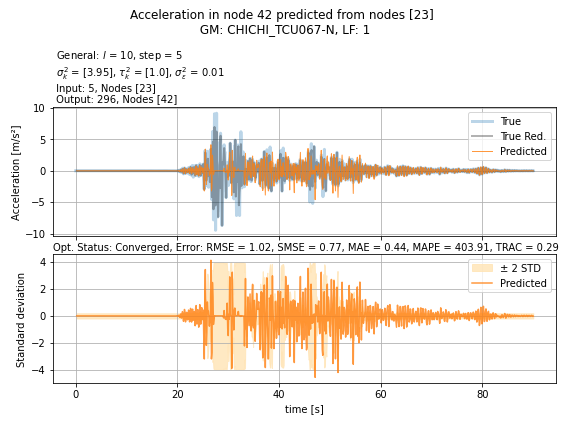 Acceleration in node 42 predicted from nodes [23]
GM: CHICHI_TCU067-N, LF: 1
General: l = 10, step = 5
σ²ₖ = [3.95], τ²ₖ = [1.0], σ²ε = 0.01
Input: 5, Nodes [23]
Output: 296, Nodes [42]
10
5
0
−5
−10
Acceleration [m/s²]
True
True Red.
Predicted
Opt. Status: Converged, Error: RMSE = 1.02, SMSE = 0.77, MAE = 0.44, MAPE = 403.91, TRAC = 0.29
4
2
0
−2
−4
Standard deviation
± 2 STD
Predicted
0 20 40 60 80
time [s]